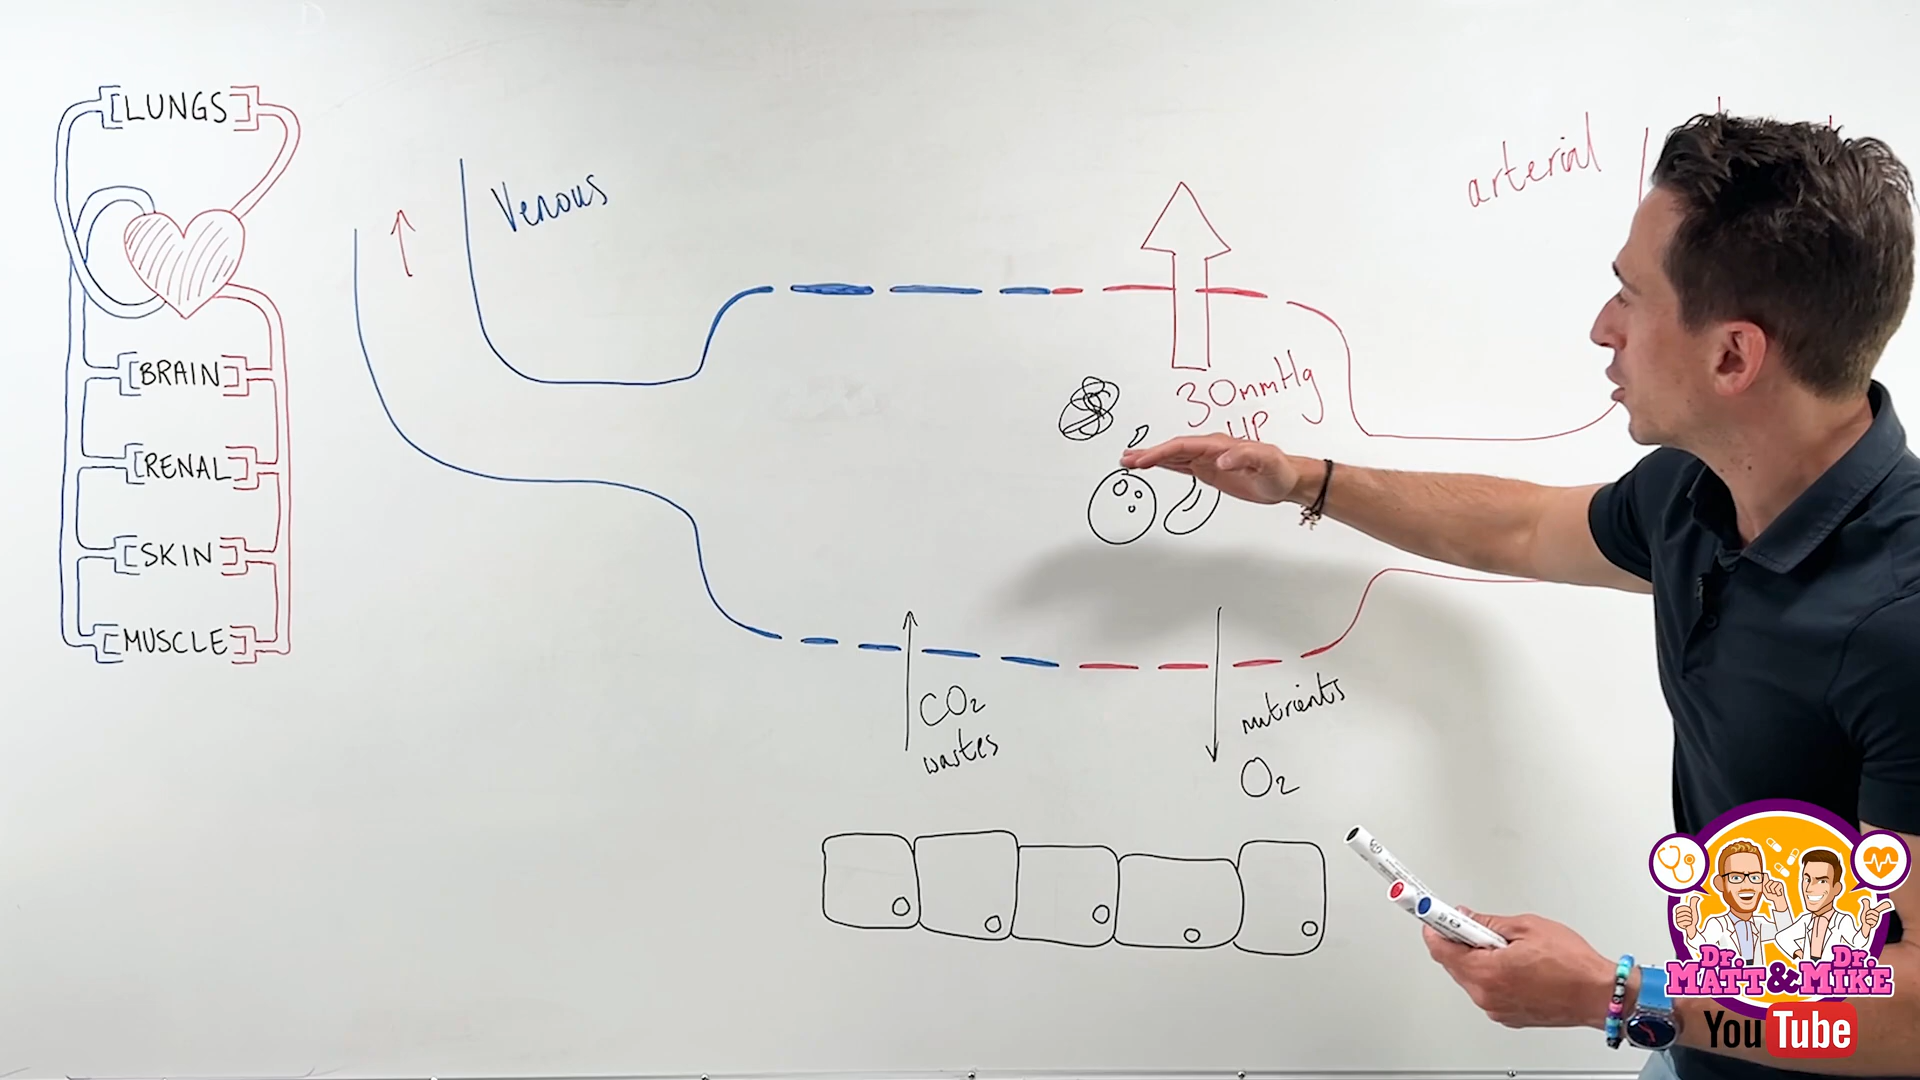 LUNGS
BRAIN
RENAL
SKIN
MUSCLE
Venous
arterial
30mmHg
HP
CO₂
wastes
nutrients
O₂
Dr. Dr.
MATT & MIKE
YouTube